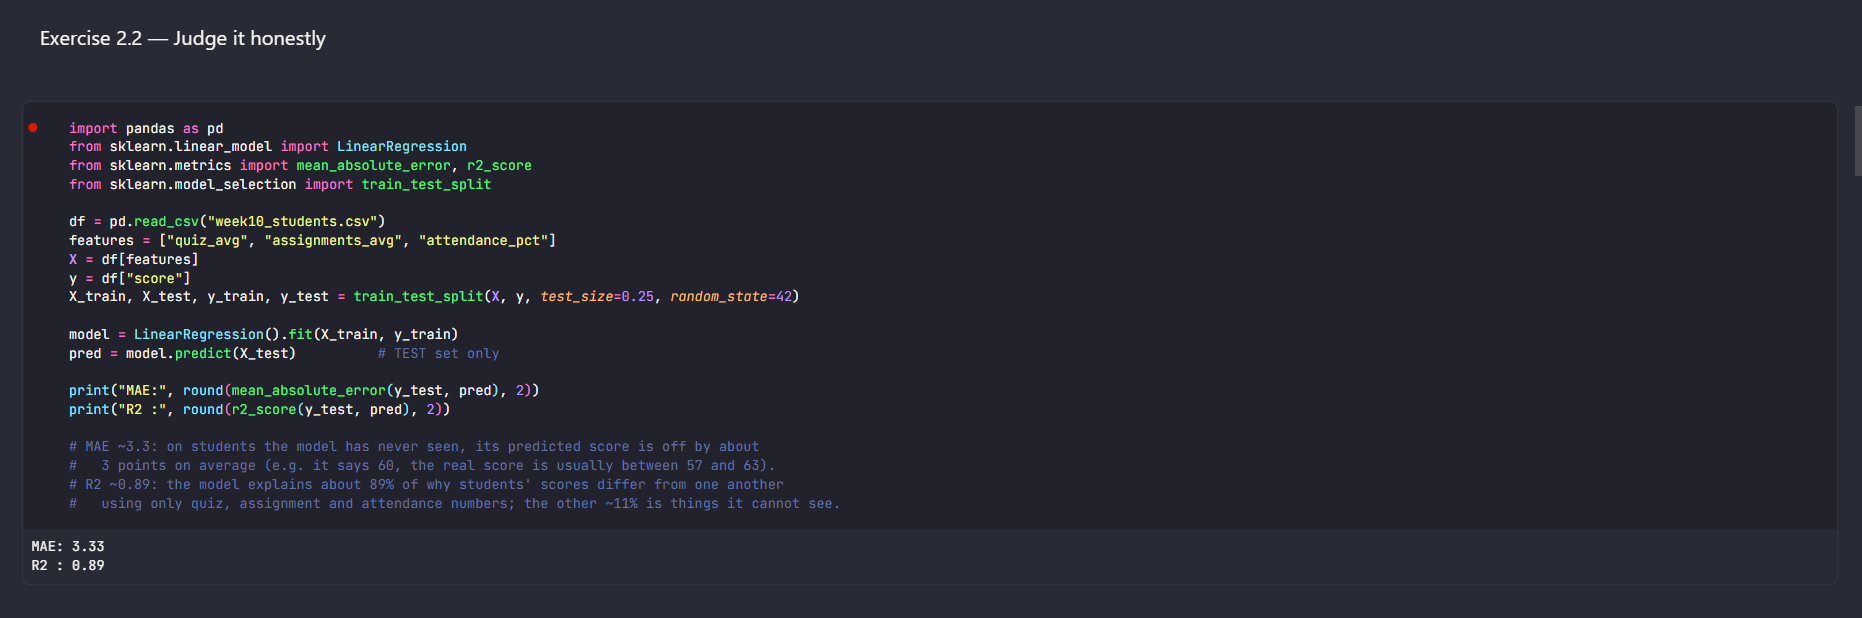 Exercise 2.2 — Judge it honestly
import pandas as pd
from sklearn.linear_model import LinearRegression
from sklearn.metrics import mean_absolute_error, r2_score
from sklearn.model_selection import train_test_split
df = pd.read_csv("week10_students.csv")
features = ["quiz_avg", "assignments_avg", "attendance_pct"]
X = df[features]
y = df["score"]
X_train, X_test, y_train, y_test = train_test_split(X, y, test_size=0.25, random_state=42)
model = LinearRegression().fit(X_train, y_train)
pred = model.predict(X_test)          # TEST set only
print("MAE:", round(mean_absolute_error(y_test, pred), 2))
print("R2 :", round(r2_score(y_test, pred), 2))
# MAE ~3.3: on students the model has never seen, its predicted score is off by about
#   3 points on average (e.g. it says 60, the real score is usually between 57 and 63).
# R2 ~0.89: the model explains about 89% of why students' scores differ from one another
#   using only quiz, assignment and attendance numbers; the other ~11% is things it cannot see.
MAE: 3.33
R2 : 0.89